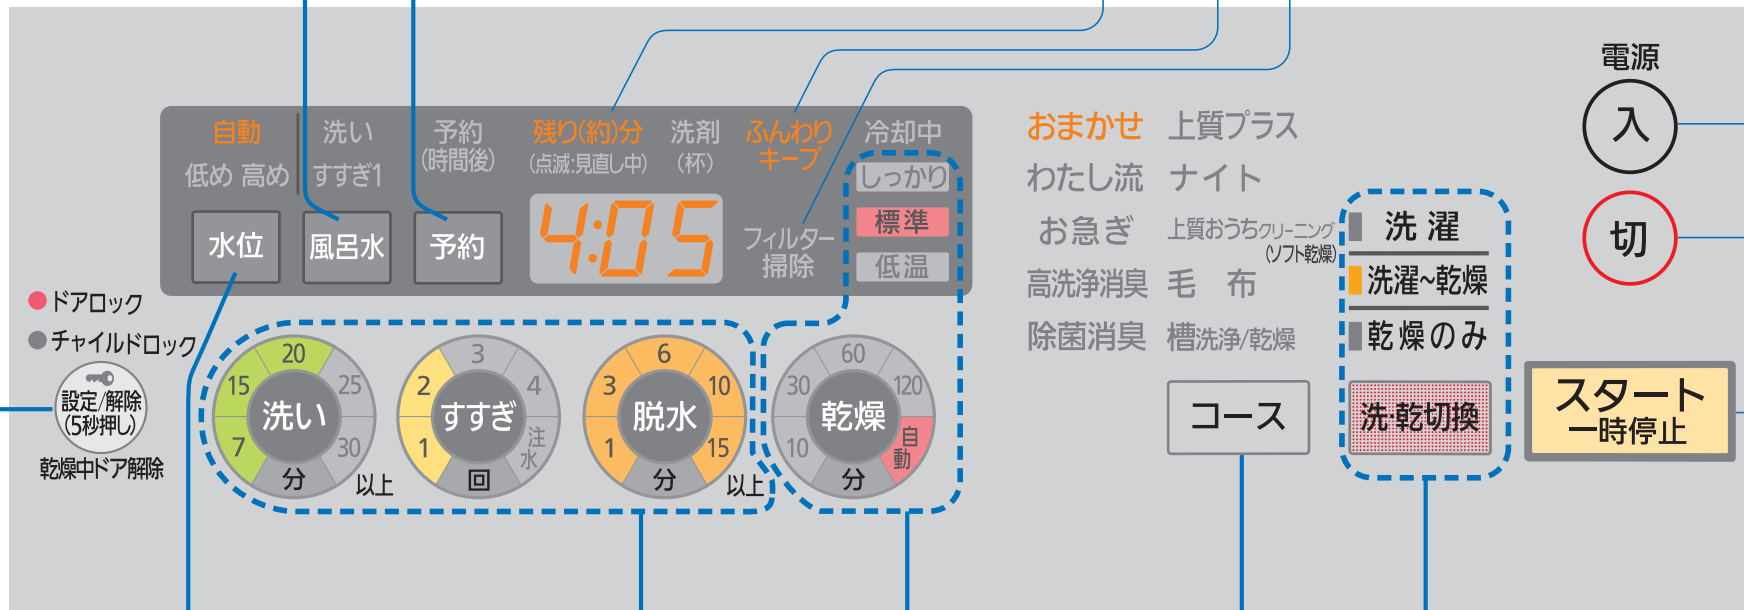 電源
入
切
自動
低め 高め
洗い
すすぎ1
予約
(時間後)
残り(約)分
(点滅:見直し中)
洗剤
(杯)
ふんわり
キープ
冷却中
しっかり
標準
低温
水位
風呂水
予約
4:05
フィルター
掃除
おまかせ
上質プラス
わたし流
ナイト
お急ぎ
上質おうちクリーニング
(ソフト乾燥)
高洗浄消臭
毛 布
除菌消臭
槽洗浄/乾燥
洗濯
洗濯~乾燥
乾燥のみ
ドアロック
チャイルドロック
設定/解除
(5秒押し)
乾燥中ドア解除
20
15
25
7
30
洗い
分
以上
3
2
4
1
注水
すすぎ
回
6
3
10
1
15
脱水
分
以上
60
30
120
10
自動
乾燥
分
コース
洗・乾切換
スタート
一時停止